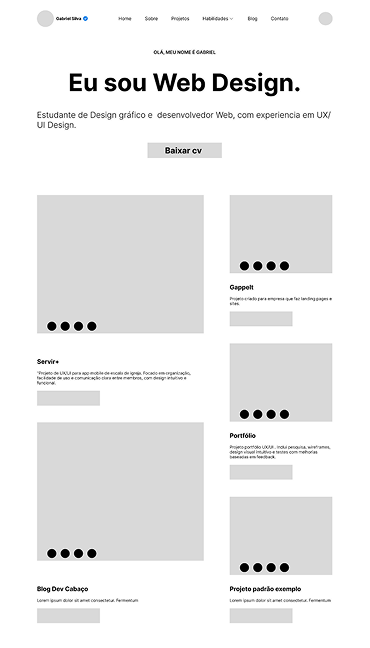 Gabriel Silva
Home Sobre Projetos Habilidades Blog Contato
OLÁ, MEU NOME É GABRIEL
Eu sou Web Design.
Estudante de Design gráfico e desenvolvedor Web, com experiencia em UX/
UI Design.
Baixar cv
Servir+
"Projeto de UX/UI para app mobile de escala de igreja. Focado em organização,
facilidade de uso e comunicação clara entre membros, com design intuitivo e
funcional.
Gappelt
Projeto criado para empresa que faz landing pages e
sites
Portfólio
Projeto portfólio UX/UI . Inclui pesquisa, wireframes,
design visual intuitivo e testes com melhorias
baseadas em feedback.
Blog Dev Cabaço
Lorem ipsum dolor sit amet consectetur. Fermentum
Projeto padrão exemplo
Lorem ipsum dolor sit amet consectetur. Fermentum